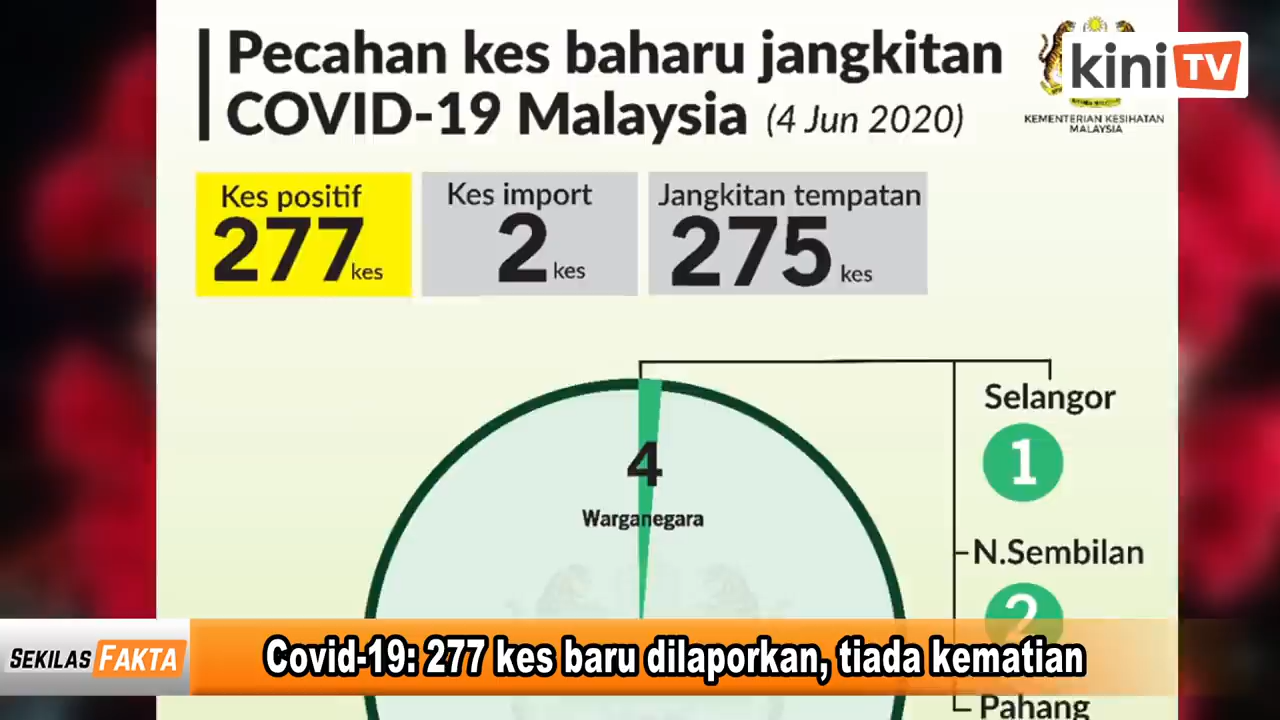 Pecahan kes baharu jangkitan
COVID-19 Malaysia (4 Jun 2020)
kini TV
KEMENTERIAN KESIHATAN
MALAYSIA
Kes positif
277 kes
Kes import
2 kes
Jangkitan tempatan
275 kes
4
Warganegara
Selangor
1
N.Sembilan
2
Pahang
SEKILAS FAKTA
Covid-19: 277 kes baru dilaporkan, tiada kematian